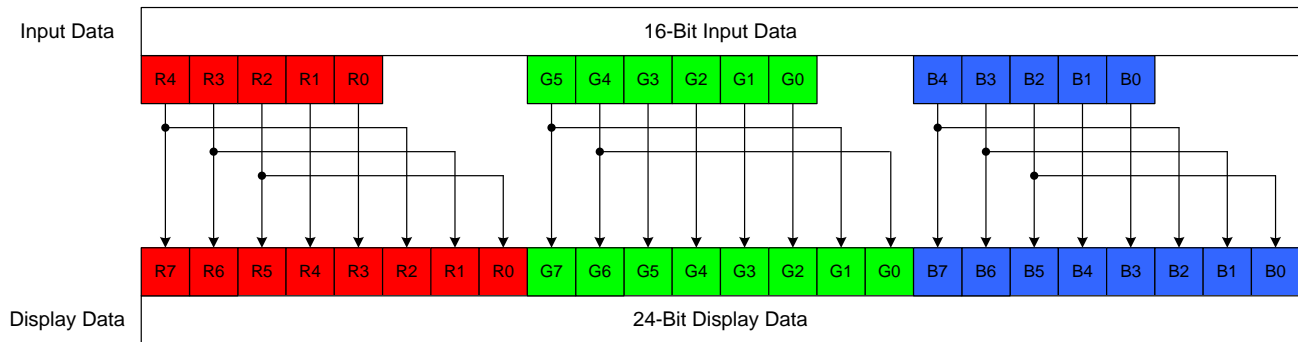 Input Data
16-Bit Input Data
R4 R3 R2 R1 R0 G5 G4 G3 G2 G1 G0 B4 B3 B2 B1 B0
R7 R6 R5 R4 R3 R2 R1 R0 G7 G6 G5 G4 G3 G2 G1 G0 B7 B6 B5 B4 B3 B2 B1 B0
Display Data
24-Bit Display Data